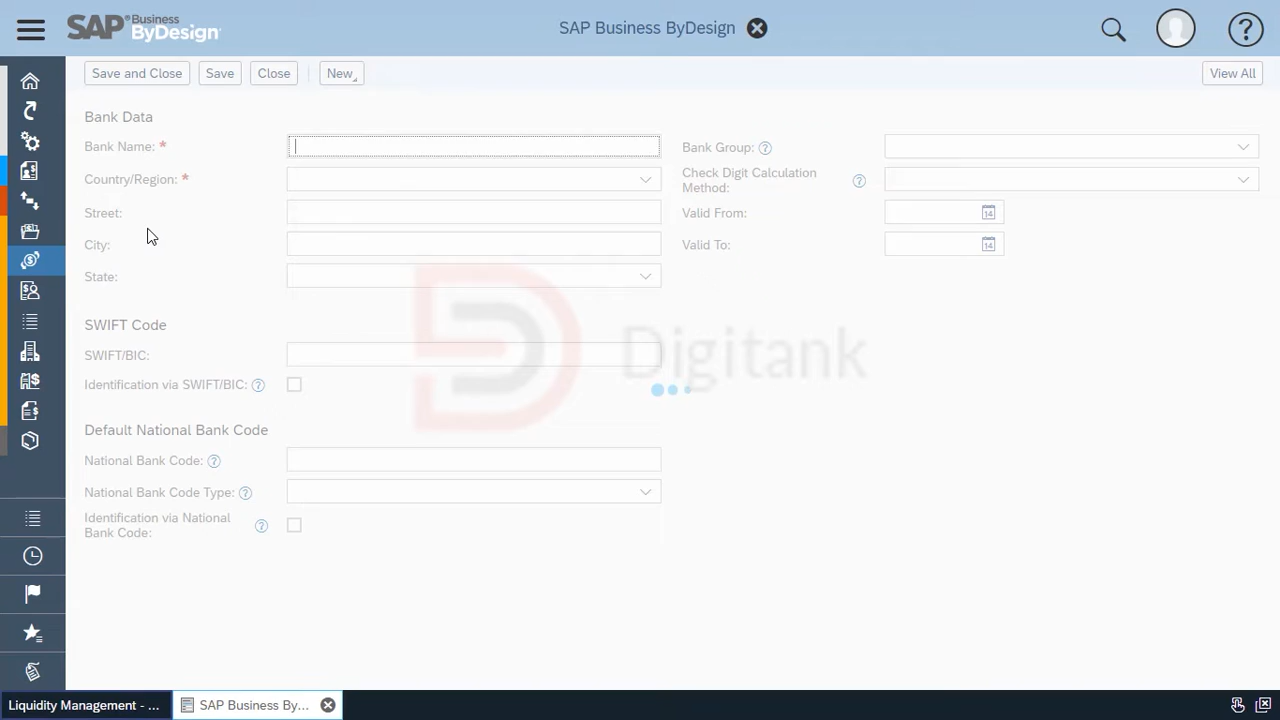 SAP Business ByDesign
SAP Business ByDesign
Save and Close Save Close New View All
Bank Data
Bank Name: *
Country/Region: *
Street:
City:
State:
Bank Group:
Check Digit Calculation
Method:
Valid From: 14
Valid To: 14
SWIFT Code
SWIFT/BIC:
Identification via SWIFT/BIC:
Digitank
Default National Bank Code
National Bank Code:
National Bank Code Type:
Identification via National
Bank Code:
Liquidity Management - ... SAP Business By...